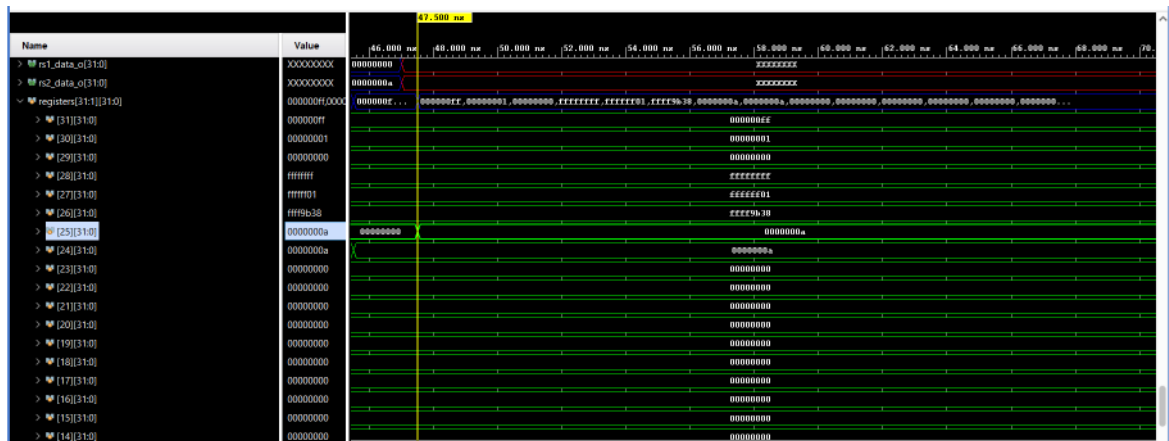 47.500 ns
Name Value 46.000 ns 48.000 ns 50.000 ns 52.000 ns 54.000 ns 56.000 ns 58.000 ns 60.000 ns 62.000 ns 64.000 ns 66.000 ns 68.000 ns 70.
rs1_data_o[31:0] XXXXXXXX 00000000 XXXXXXXX
rs2_data_o[31:0] XXXXXXXX 0000000a XXXXXXXX
registers[31:1][31:0] 000000ff,0000 000000f... 000000ff,00000001,00000000,ffffffff,ffffff01,ffff9b38,0000000a,0000000a,00000000,00000000,00000000,00000000,00000000,00000000,0000000...
[31][31:0] 000000ff 000000ff
[30][31:0] 00000001 00000001
[29][31:0] 00000000 00000000
[28][31:0] ffffffff ffffffff
[27][31:0] ffffff01 ffffff01
[26][31:0] ffff9b38 ffff9b38
[25][31:0] 0000000a 00000000 0000000a
[24][31:0] 0000000a 0000000a
[23][31:0] 00000000 00000000
[22][31:0] 00000000 00000000
[21][31:0] 00000000 00000000
[20][31:0] 00000000 00000000
[19][31:0] 00000000 00000000
[18][31:0] 00000000 00000000
[17][31:0] 00000000 00000000
[16][31:0] 00000000 00000000
[15][31:0] 00000000 00000000
[14][31:0] 00000000 00000000